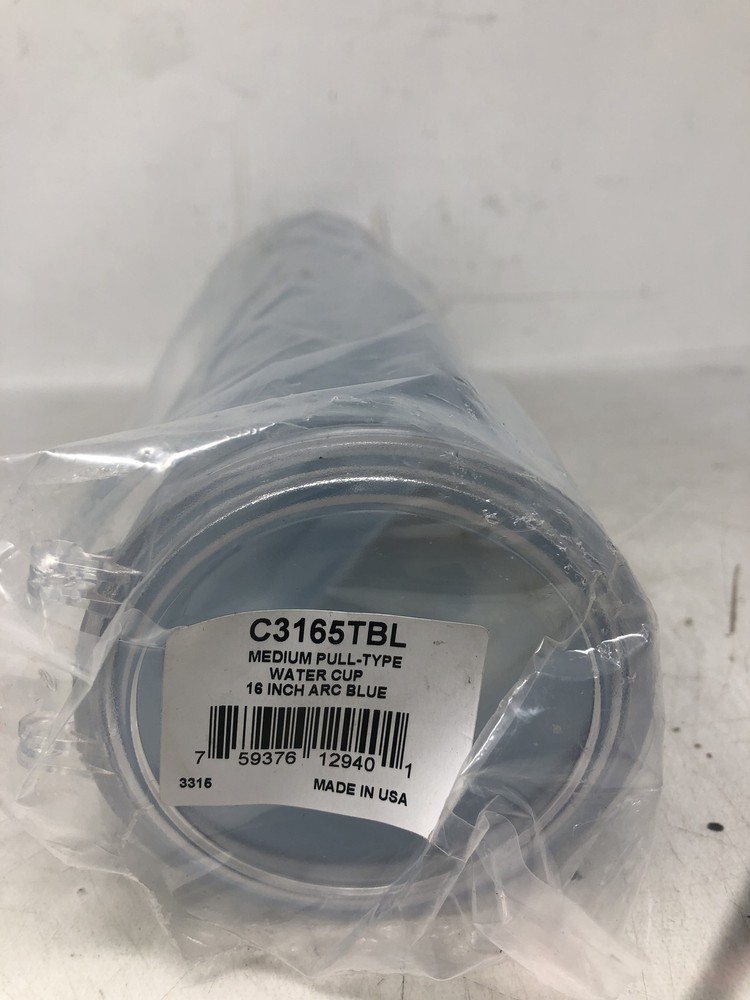 C3165TBL
MEDIUM PULL-TYPE
WATER CUP
16 INCH ARC BLUE
7 59376 12940 1
3315 MADE IN USA